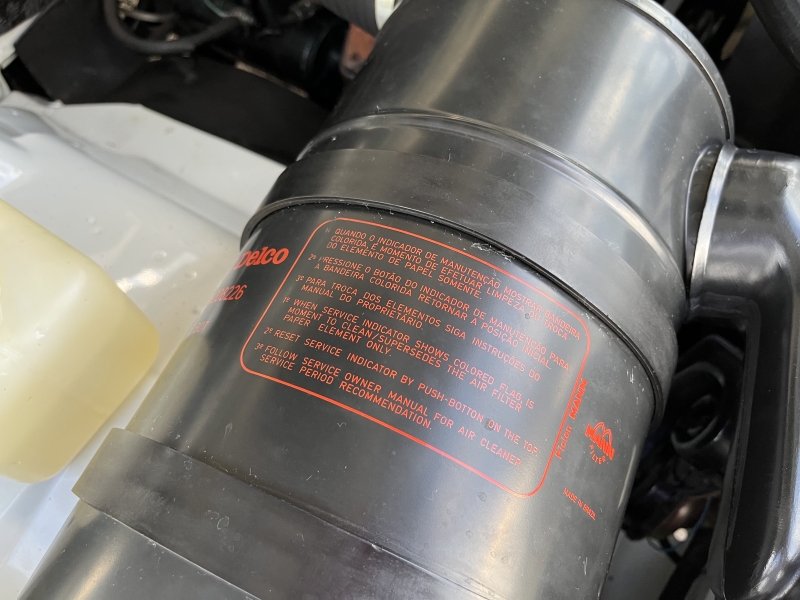 1º QUANDO O INDICADOR DE MANUTENÇÃO MOSTRAR BANDEIRA
COLORIDA, É MOMENTO DE EFETUAR LIMPEZA OU TROCA
DO ELEMENTO DE PAPEL SOMENTE.
2º PRESSIONE O BOTÃO DO INDICADOR DE MANUTENÇÃO PARA
A BANDEIRA COLORIDA RETORNAR A POSIÇÃO INICIAL.
3º PARA TROCA DOS ELEMENTOS SIGA INSTRUÇÕES DO
MANUAL DO PROPRIETÁRIO
1º WHEN SERVICE INDICATOR SHOWS COLORED FLAG, IS
MOMENT TO CLEAN/SUPERSEDES THE AIR FILTER
PAPER ELEMENT ONLY.
2º RESET SERVICE INDICATOR BY PUSH-BOTTON ON THE TOP.
3º FOLLOW SERVICE OWNER MANUAL FOR AIR CLEANER
SERVICE PERIOD RECOMMENDATION.
FILTER
MADE IN BRAZIL